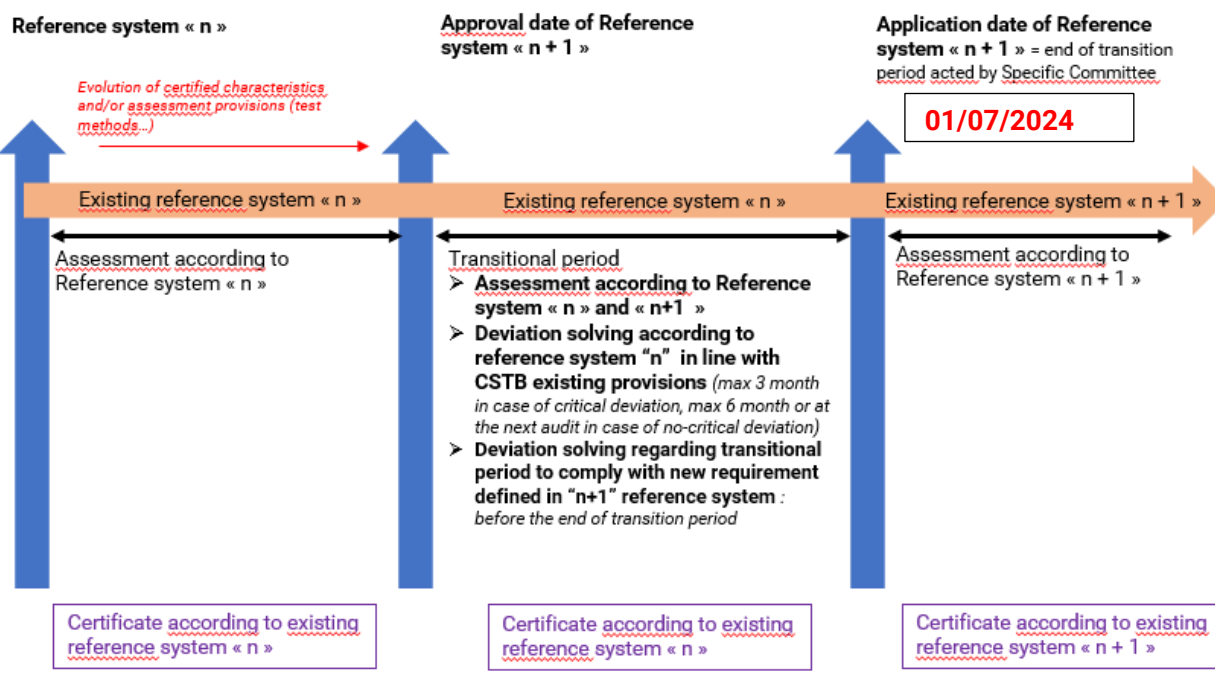 Reference system « n »
Approval date of Reference
system « n + 1 »
Application date of Reference
system « n + 1 » = end of transition
period acted by Specific Committee
01/07/2024
Evolution of certified characteristics
and/or assessment provisions (test
methods…)
Existing reference system « n »
Existing reference system « n »
Existing reference system « n + 1 »
Assessment according to
Reference system « n »
Transitional period
➢ Assessment according to Reference
system « n » and « n+1 »
➢ Deviation solving according to
reference system “n” in line with
CSTB existing provisions (max 3 month
in case of critical deviation, max 6 month or at
the next audit in case of no-critical deviation)
➢ Deviation solving regarding transitional
period to comply with new requirement
defined in “n+1” reference system :
before the end of transition period
Assessment according to
Reference system « n + 1 »
Certificate according to existing
reference system « n »
Certificate according to existing
reference system « n »
Certificate according to existing
reference system « n + 1 »